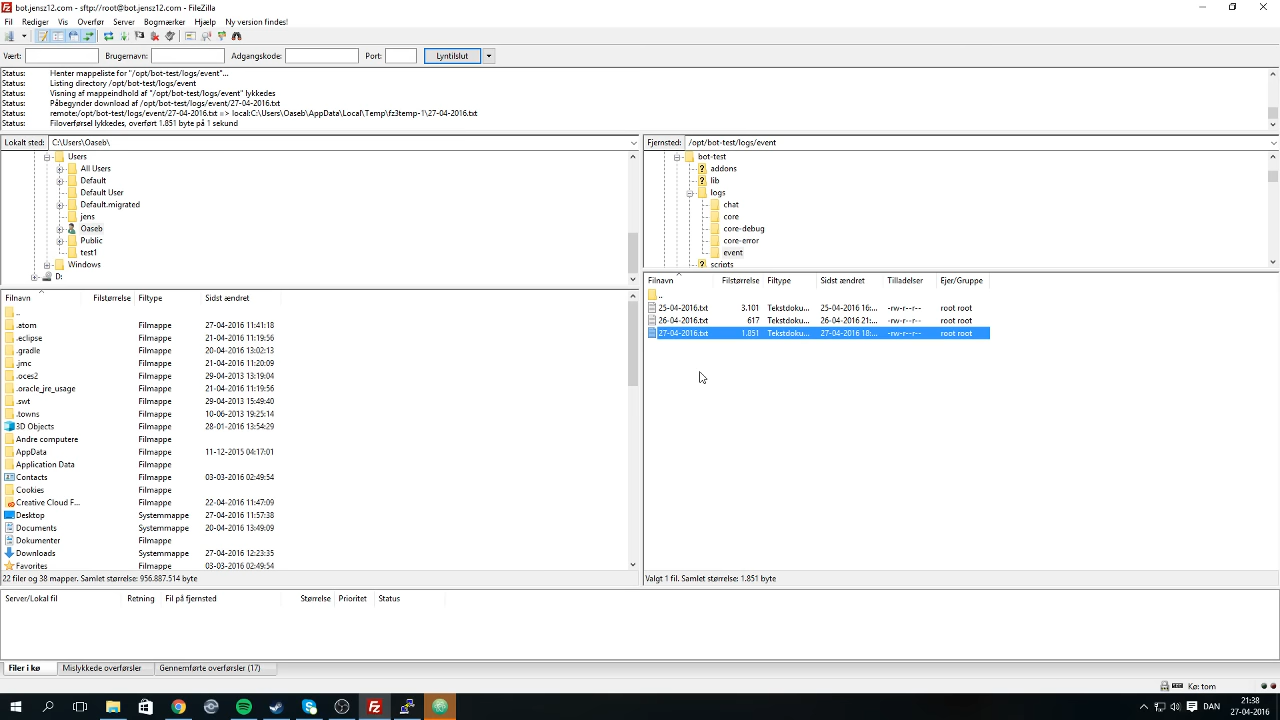 bot.jensz12.com - sftp://root@bot.jensz12.com - FileZilla
Fil Rediger Vis Overfør Server Bogmærker Hjælp Ny version findes!
Vært: Brugernavn: Adgangskode: Port: Lyntilslut
Status: Henter mappeliste for "/opt/bot-test/logs/event"...
Status: Listing directory /opt/bot-test/logs/event
Status: Visning af mappeindhold af "/opt/bot-test/logs/event" lykkedes
Status: Påbegynder download af /opt/bot-test/logs/event/27-04-2016.txt
Status: remote:/opt/bot-test/logs/event/27-04-2016.txt => local:C:\Users\Oaseb\AppData\Local\Temp\fz3temp-1\27-04-2016.txt
Status: Filoverførsel lykkedes, overført 1.851 byte på 1 sekund
Lokalt sted: C:\Users\Oaseb\
Users
All Users
Default
Default User
Default.migrated
jens
Oaseb
Public
test1
Windows
D:
Filnavn Filstørrelse Filtype Sidst ændret
..
.atom Filmappe 27-04-2016 11:41:18
.eclipse Filmappe 21-04-2016 11:19:56
.gradle Filmappe 20-04-2016 13:02:13
.jmc Filmappe 21-04-2016 11:20:09
.oces2 Filmappe 29-04-2013 13:19:04
.oracle_jre_usage Filmappe 21-04-2016 11:19:56
.swt Filmappe 29-04-2013 15:49:40
.towns Filmappe 10-06-2013 19:25:14
3D Objects Filmappe 28-01-2016 13:54:29
Andre computere Filmappe
AppData Filmappe 11-12-2015 04:17:01
Application Data Filmappe
Contacts Filmappe 03-03-2016 02:49:54
Cookies Filmappe
Creative Cloud F... Filmappe 22-04-2016 11:47:09
Desktop Systemmappe 27-04-2016 11:57:38
Documents Filmappe 20-04-2016 13:49:09
Dokumenter Filmappe
Downloads Systemmappe 27-04-2016 12:23:35
Favorites Filmappe 03-03-2016 02:49:54
22 filer og 38 mapper. Samlet størrelse: 956.887.514 byte
Fjernsted: /opt/bot-test/logs/event
bot-test
? addons
? lib
logs
chat
core
core-debug
core-error
event
? scripts
Filnavn Filstørrelse Filtype Sidst ændret Tilladelser Ejer/Gruppe
..
25-04-2016.txt 3.101 Tekstdoku... 25-04-2016 16:... -rw-r--r-- root root
26-04-2016.txt 617 Tekstdoku... 26-04-2016 21:... -rw-r--r-- root root
27-04-2016.txt 1.851 Tekstdoku... 27-04-2016 18:... -rw-r--r-- root root
Valgt 1 fil. Samlet størrelse: 1.851 byte
Server/Lokal fil Retning Fil på fjernsted Størrelse Prioritet Status
Filer i kø Mislykkede overførsler Gennemførte overførsler (17)
Kø: tom
DAN
21:38
27-04-2016